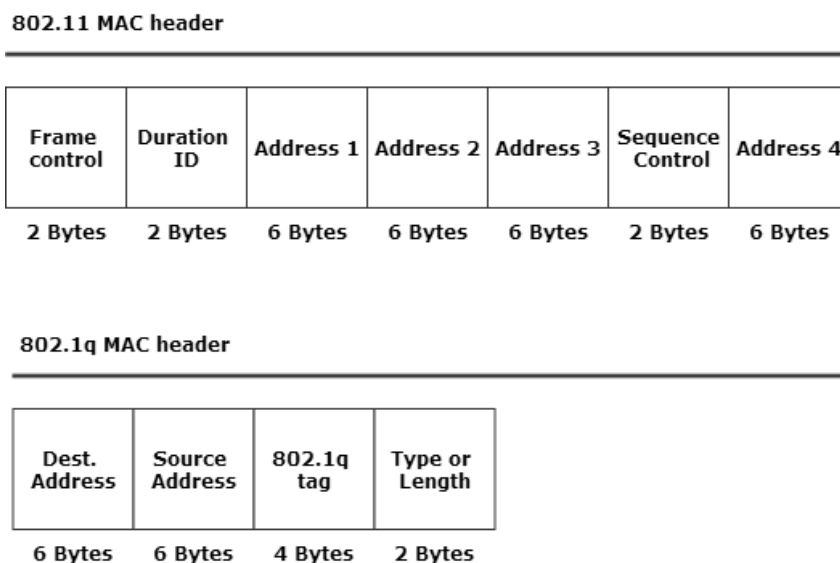 802.11 MAC header
Frame control
Duration ID
Address 1
Address 2
Address 3
Sequence Control
Address 4
2 Bytes
2 Bytes
6 Bytes
6 Bytes
6 Bytes
2 Bytes
6 Bytes
802.1q MAC header
Dest. Address
Source Address
802.1q tag
Type or Length
6 Bytes
6 Bytes
4 Bytes
2 Bytes